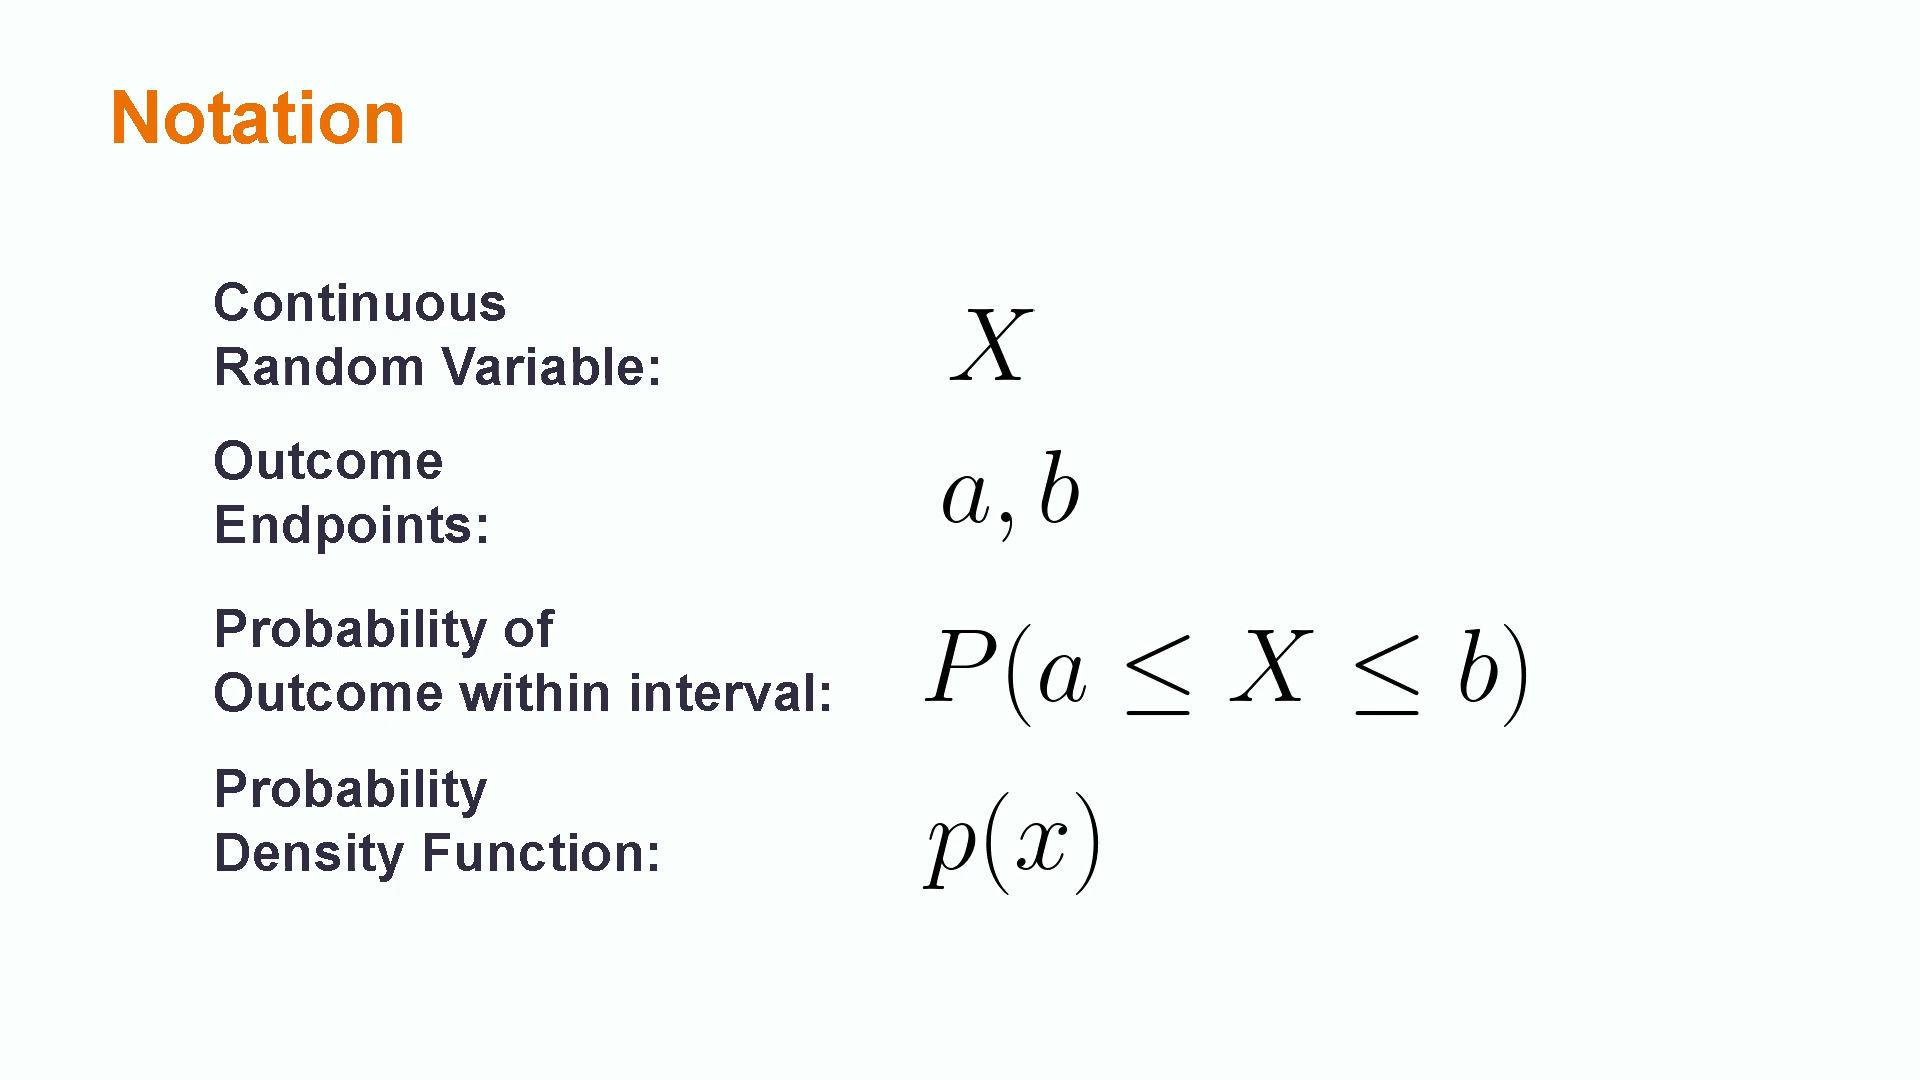 Notation
Continuous
Random Variable:
X
Outcome
Endpoints:
a, b
Probability of
Outcome within interval:
P(a ≤ X ≤ b)
Probability
Density Function:
p(x)